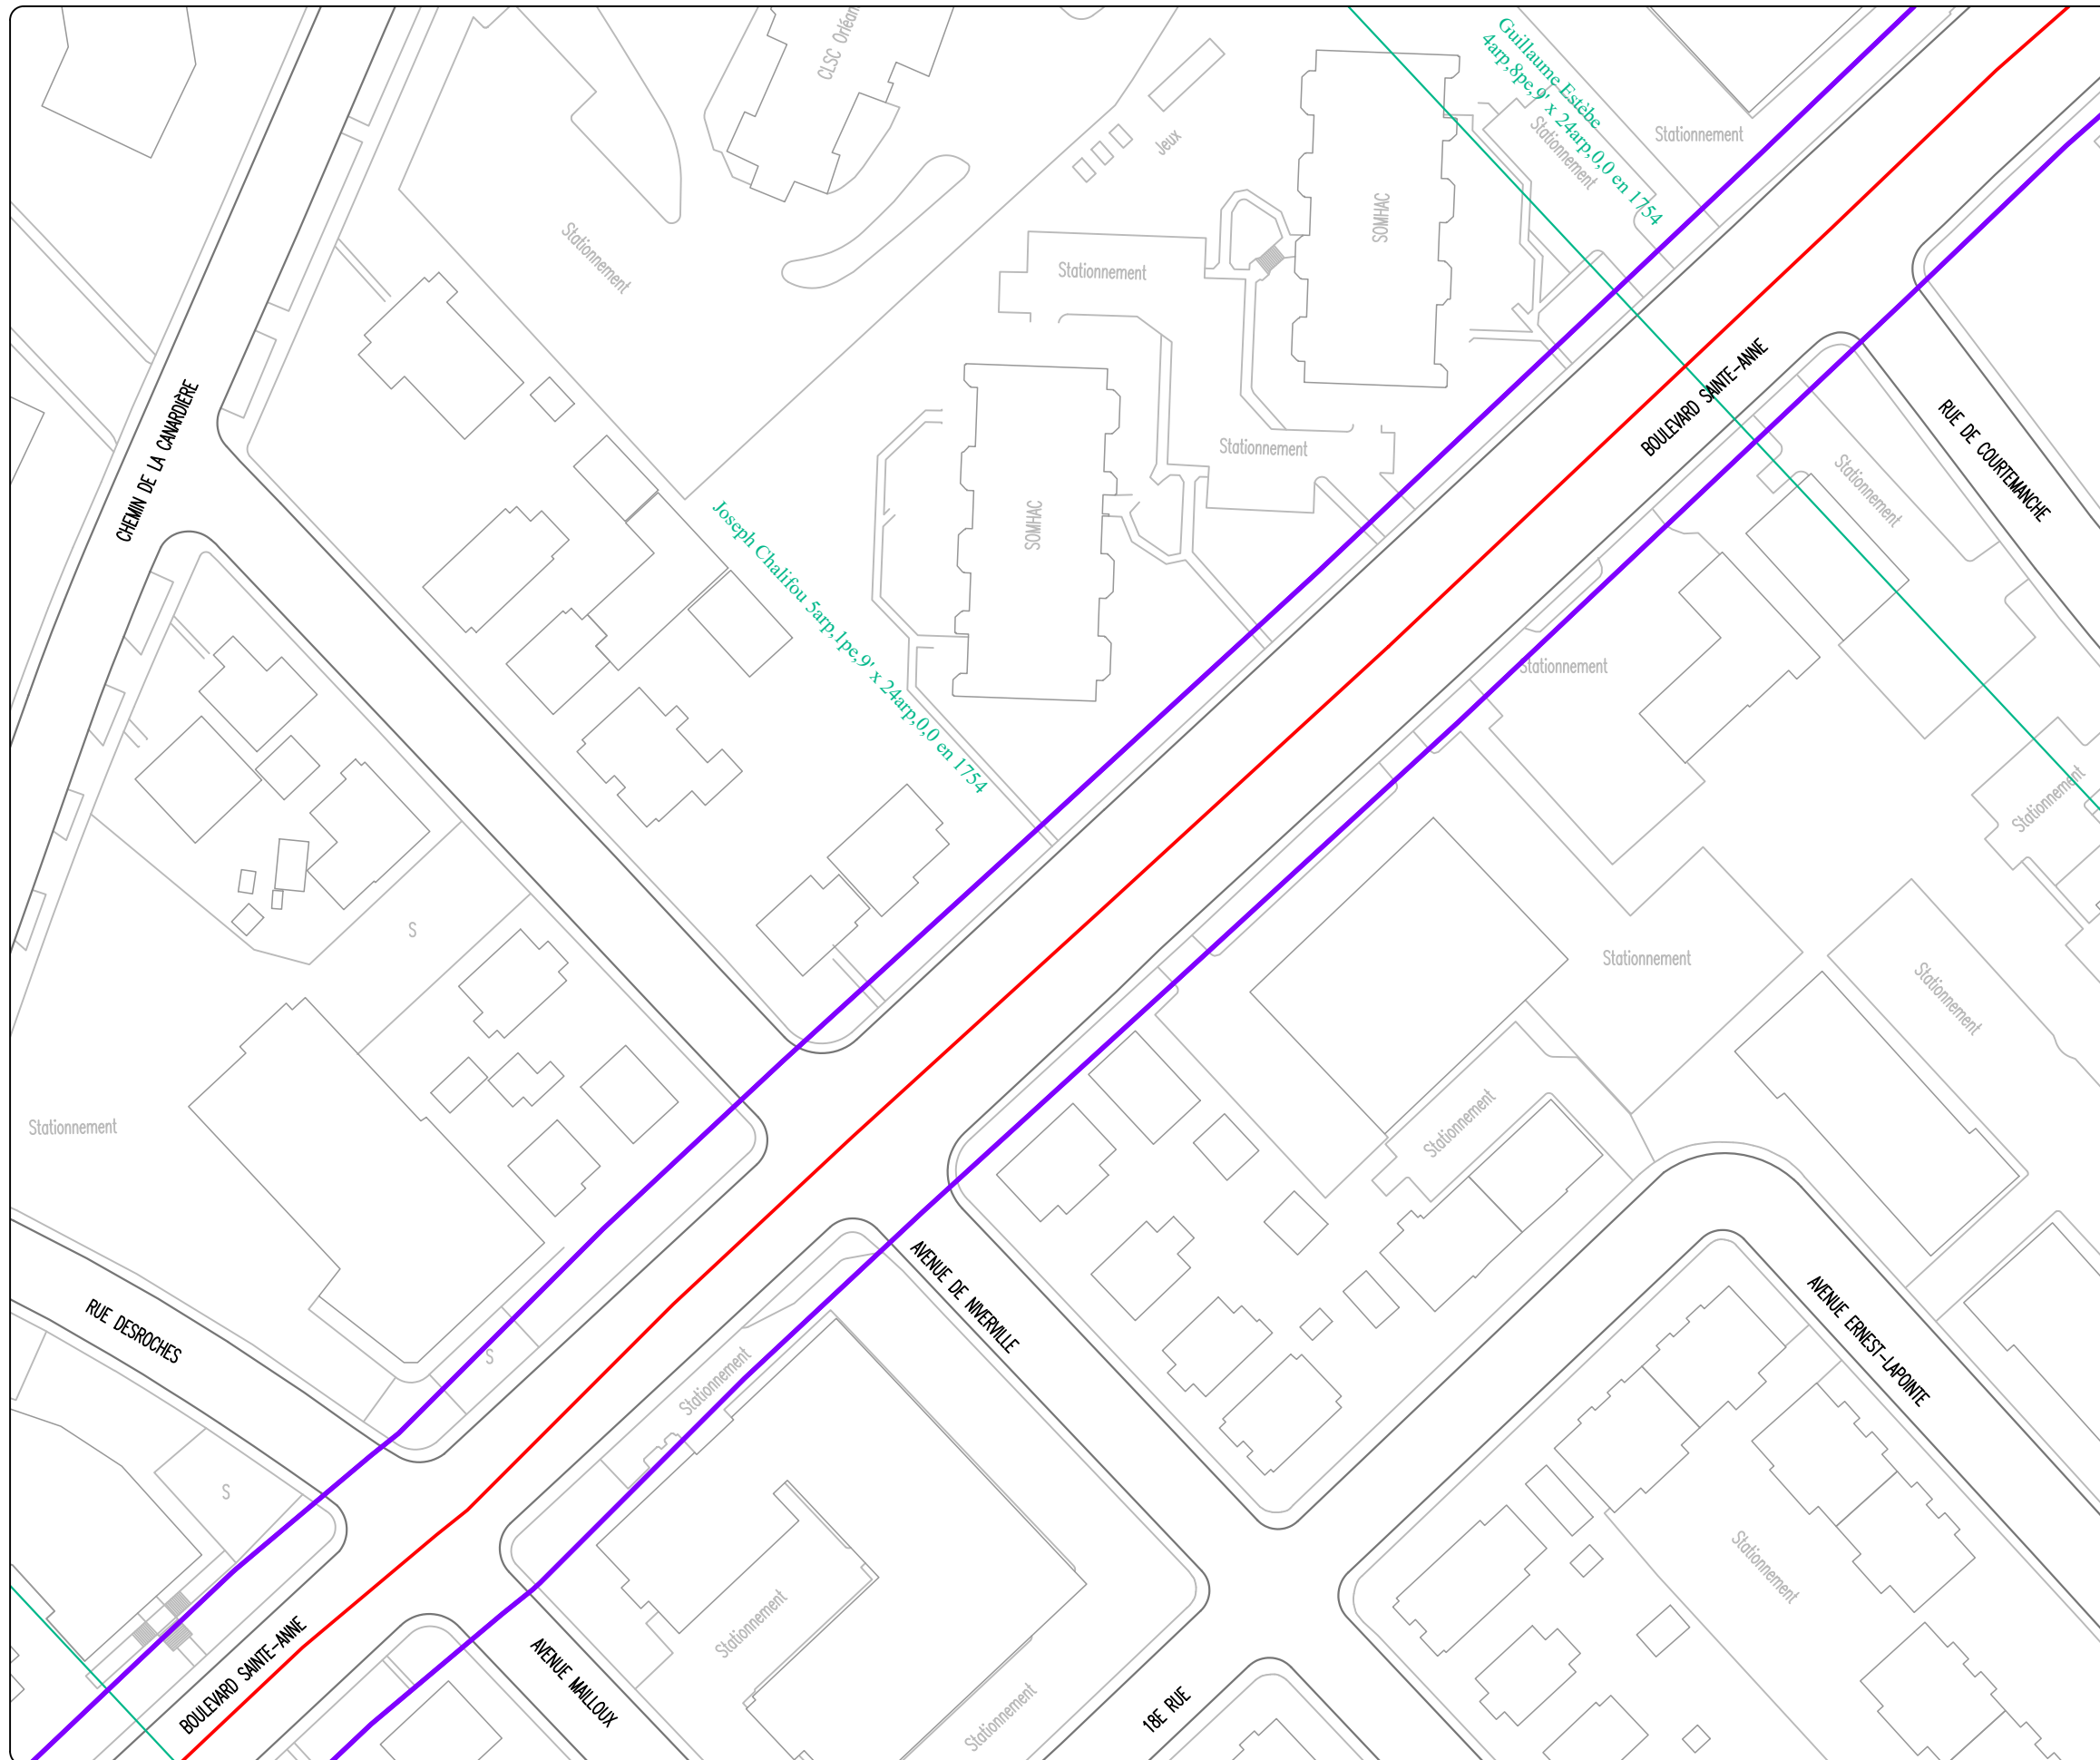 CLSC Orléan
Guillaume Estèbe
4arp,8pe,9' x 24arp,0,0 en 1754
Stationnement
Stationnement
Jeux
SOMHAC
Stationnement
Stationnement
BOULEVARD SAINTE-ANNE
CHEMIN DE LA CANARDIÈRE
RUE DE COURTEMANCHE
Stationnement
Stationnement
SOMHAC
Joseph Chalifou 5arp,1pe,9' x 24arp,0,0 en 1754
Stationnement
Stationnement
S
Stationnement
Stationnement
Stationnement
Stationnement
AVENUE DE NIVERVILLE
RUE DESROCHES
AVENUE ERNEST-LAPOINTE
S
Stationnement
S
Stationnement
Stationnement
BOULEVARD SAINTE-ANNE
AVENUE MAILLOUX
18E RUE
Stationnement